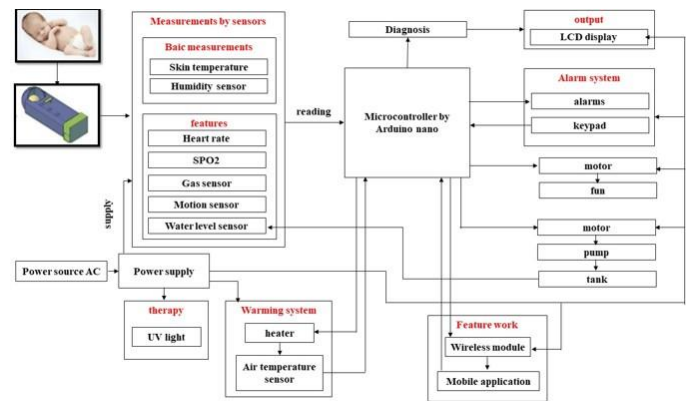 Measurements by sensors
Baic measurements
Skin temperature
Humidity sensor
features
Heart rate
SPO2
Gas sensor
Motion sensor
Water level sensor
supply
reading
Diagnosis
Microcontroller by
Arduino nano
output
LCD display
Alarm system
alarms
keypad
motor
fun
motor
pump
tank
Power source AC
Power supply
therapy
UV light
Warming system
heater
Air temperature
sensor
Feature work
Wireless module
Mobile application